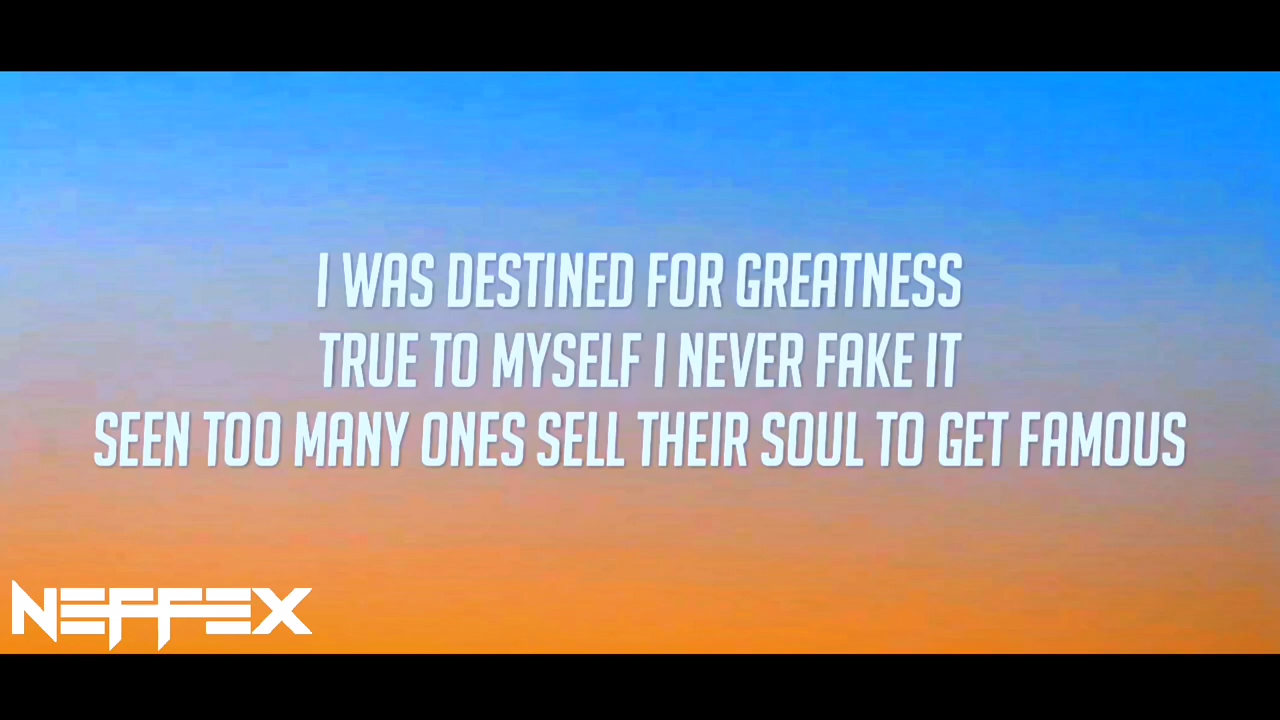 I WAS DESTINED FOR GREATNESS
TRUE TO MYSELF I NEVER FAKE IT
SEEN TOO MANY ONES SELL THEIR SOUL TO GET FAMOUS
NEFFEX